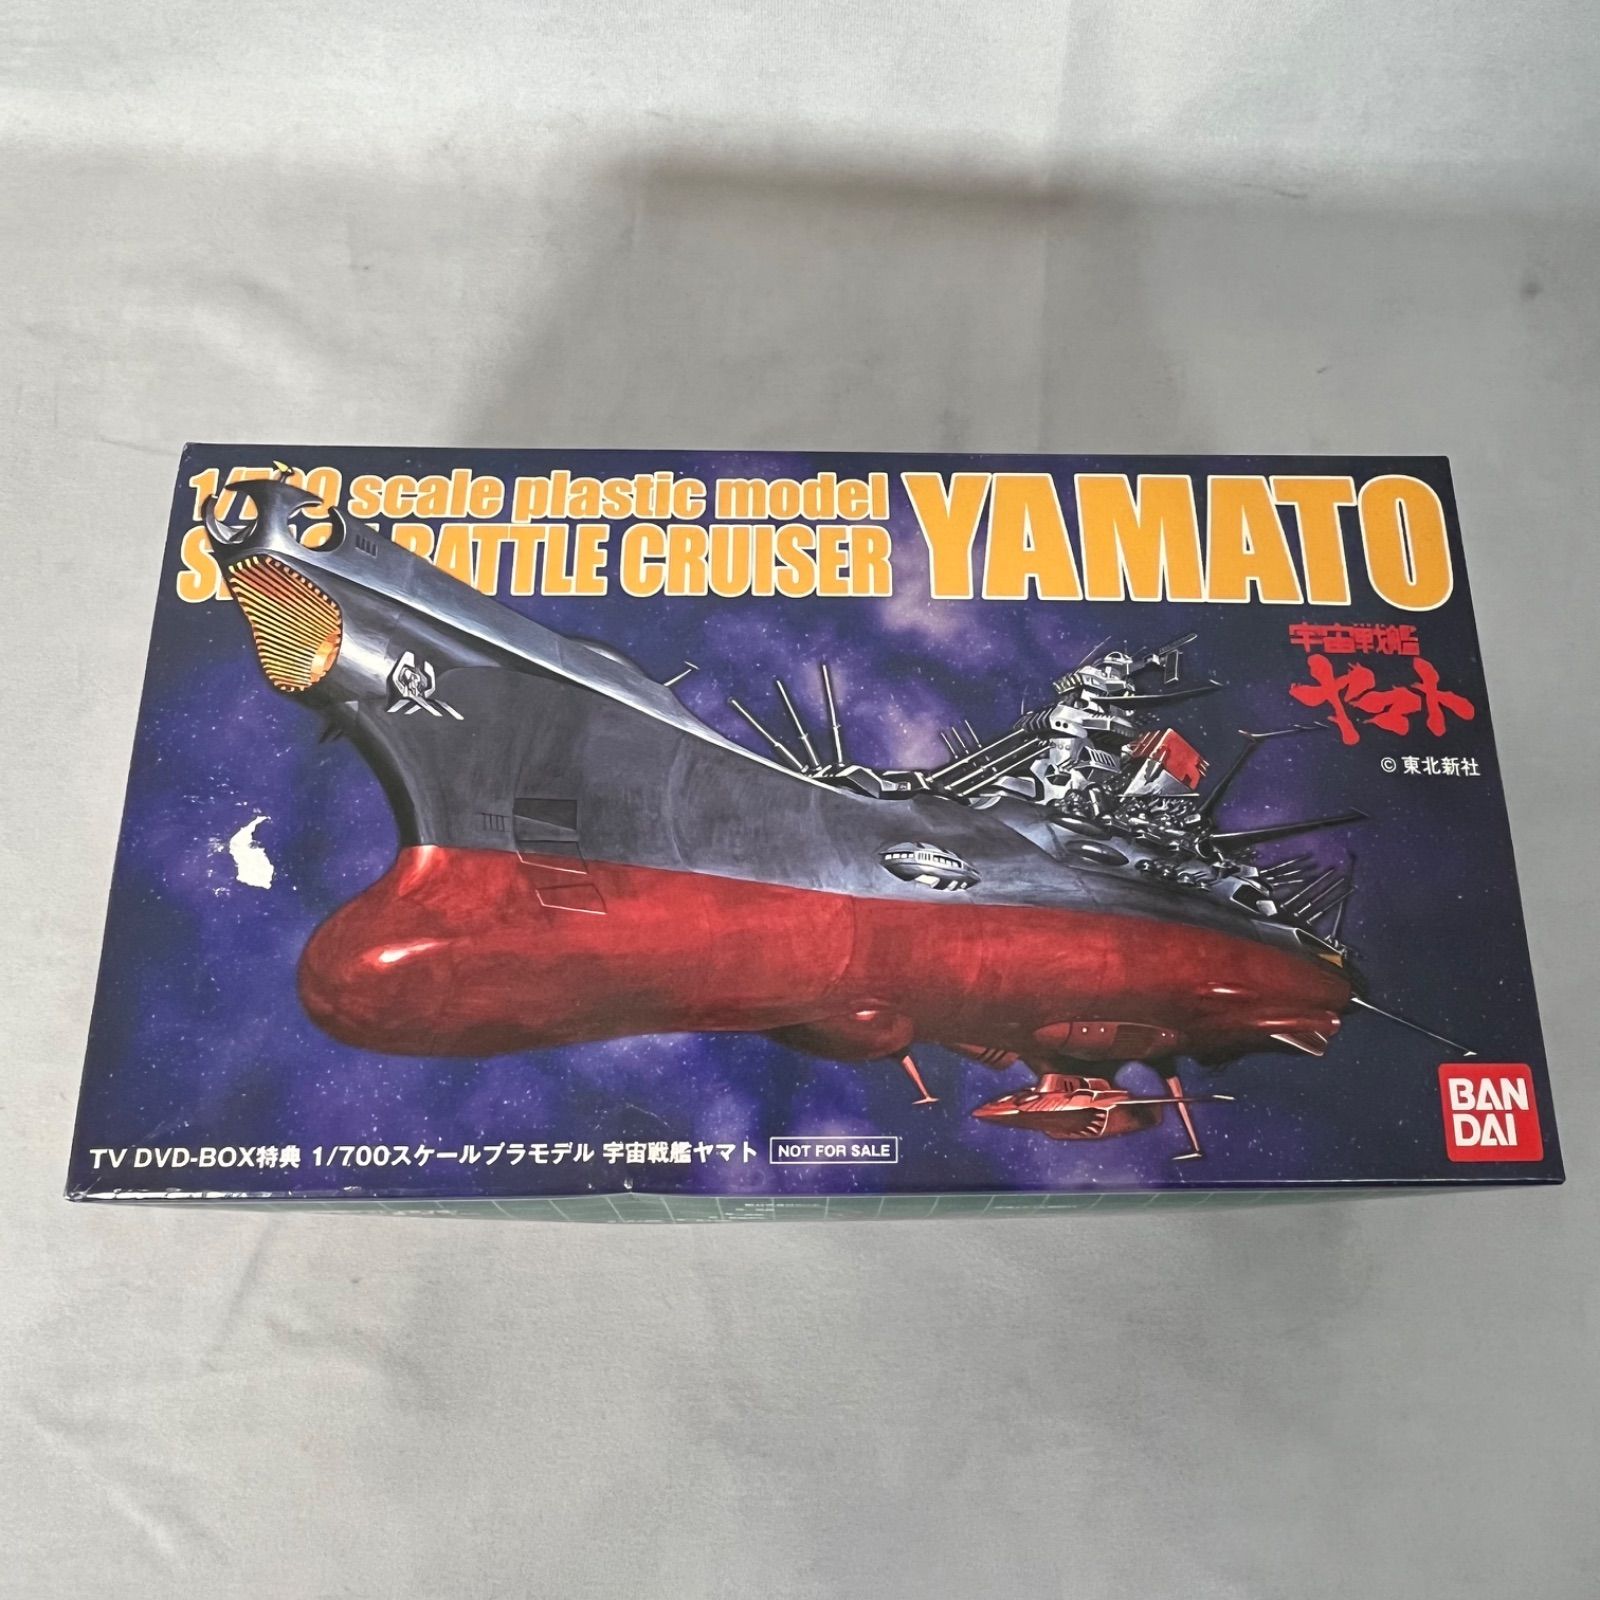 1/700 scale plastic model
BATTLE CRUISER YAMATO
宇宙戦艦
ヤマト
© 東北新社
BAN
DAI
TV DVD-BOX特典 1/700スケールプラモデル 宇宙戦艦ヤマト NOT FOR SALE